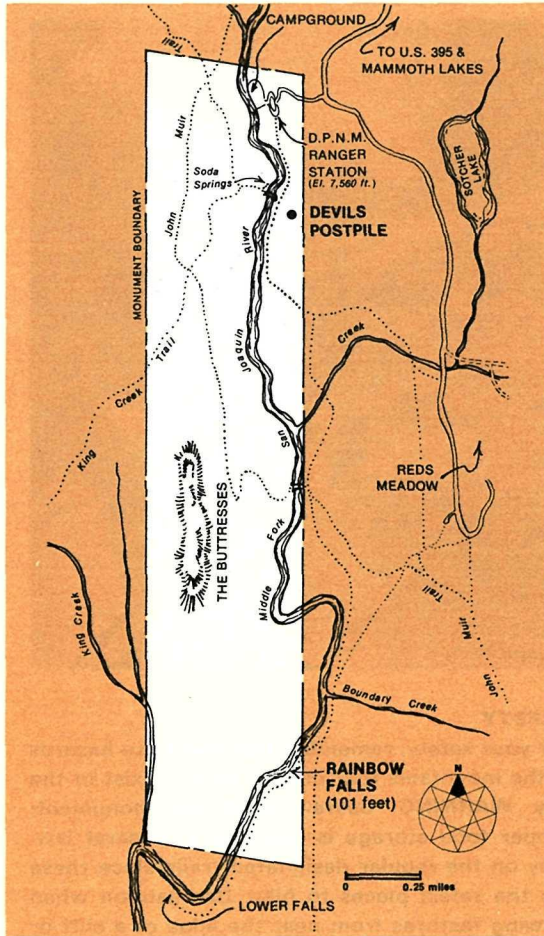 CAMPGROUND
TO U.S. 395 &
MAMMOTH LAKES
Trail
Muir
John
D.P.N.M.
RANGER
STATION
(El. 7,560 ft.)
SOTCHER
LAKE
Soda
Springs
DEVILS
POSTPILE
MONUMENT BOUNDARY
River
Joaquin
San
Fork
Middle
Creek
King
Creek
Trail
REDS
MEADOW
THE BUTTRESSES
King Creek
Trail
Muir
John
Boundary Creek
RAINBOW
FALLS
(101 feet)
N
0 0.25 miles
LOWER FALLS